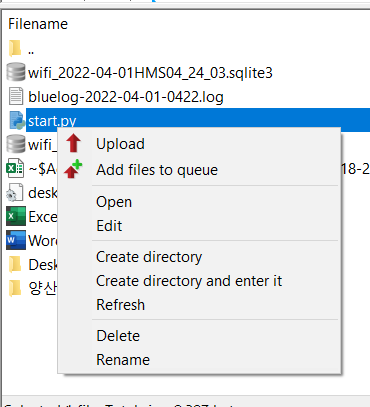 Filename
..
wifi_2022-04-01HMS04_24_03.sqlite3
bluelog-2022-04-01-0422.log
start.py
wifi_
Upload
~$A
18-2
Add files to queue
desk
Open
Exce
Edit
Word
Create directory
Desk
Create directory and enter it
양산
Refresh
Delete
Rename